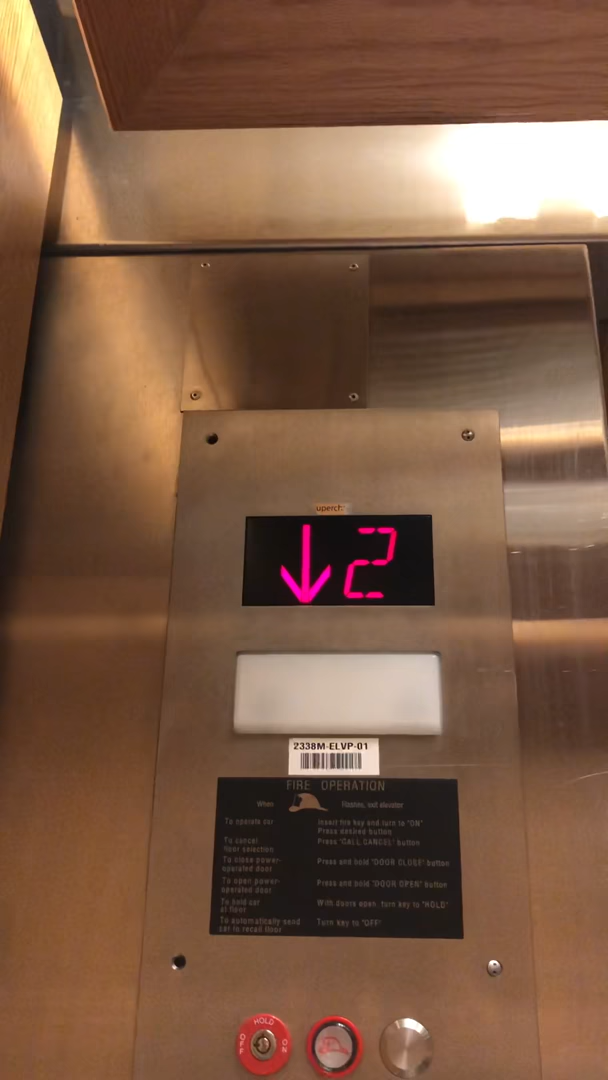 uperch
↓2
2338M-ELVP-01
FIRE OPERATION
When flashing, exit elevator
To operate car Insert fire key and turn to "ON"
Press desired button
To cancel floor selection Press "CALL CANCEL" button
To close power-operated door Press and hold "DOOR CLOSE" button
To open power-operated door Press and hold "DOOR OPEN" button
To hold car at floor With doors open, turn key to "HOLD"
To automatically send car to recall floor Turn key to "OFF"
OFF HOLD ON